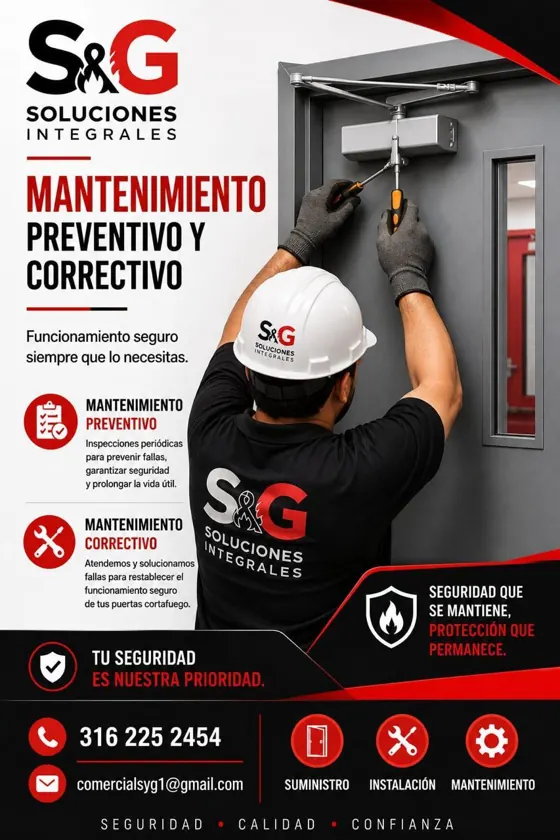 S&G
SOLUCIONES
INTEGRALES
MANTENIMIENTO
PREVENTIVO Y
CORRECTIVO
Funcionamiento seguro
siempre que lo necesitas.
MANTENIMIENTO
PREVENTIVO
Inspecciones periódicas
para prevenir fallas,
garantizar seguridad
y prolongar la vida útil.
MANTENIMIENTO
CORRECTIVO
Atendemos y solucionamos
fallas para restablecer el
funcionamiento seguro
de tus puertas cortafuego.
S&G
SOLUCIONES
INTEGRALES
S&G
SOLUCIONES
INTEGRALES
SEGURIDAD QUE
SE MANTIENE,
PROTECCIÓN QUE
PERMANECE.
TU SEGURIDAD
ES NUESTRA PRIORIDAD.
316 225 2454
comercialsyg1@gmail.com
SUMINISTRO INSTALACIÓN MANTENIMIENTO
SEGURIDAD • CALIDAD • CONFIANZA